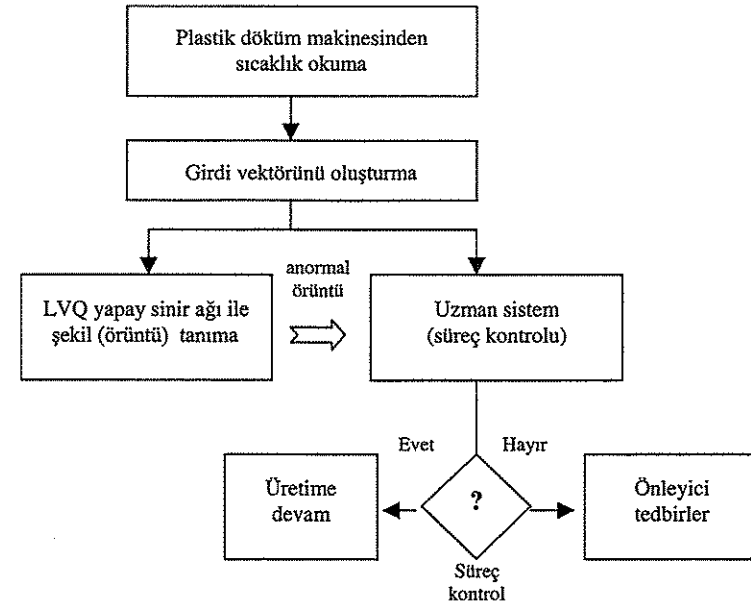 Plastik döküm makinesinden
sıcaklık okuma
Girdi vektörünü oluşturma
LVQ yapay sinir ağı ile
şekil (örüntü) tanıma
anormal
örüntü
Uzman sistem
(süreç kontrolu)
Evet
Hayır
Üretime
devam
?
Önleyici
tedbirler
Süreç
kontrol